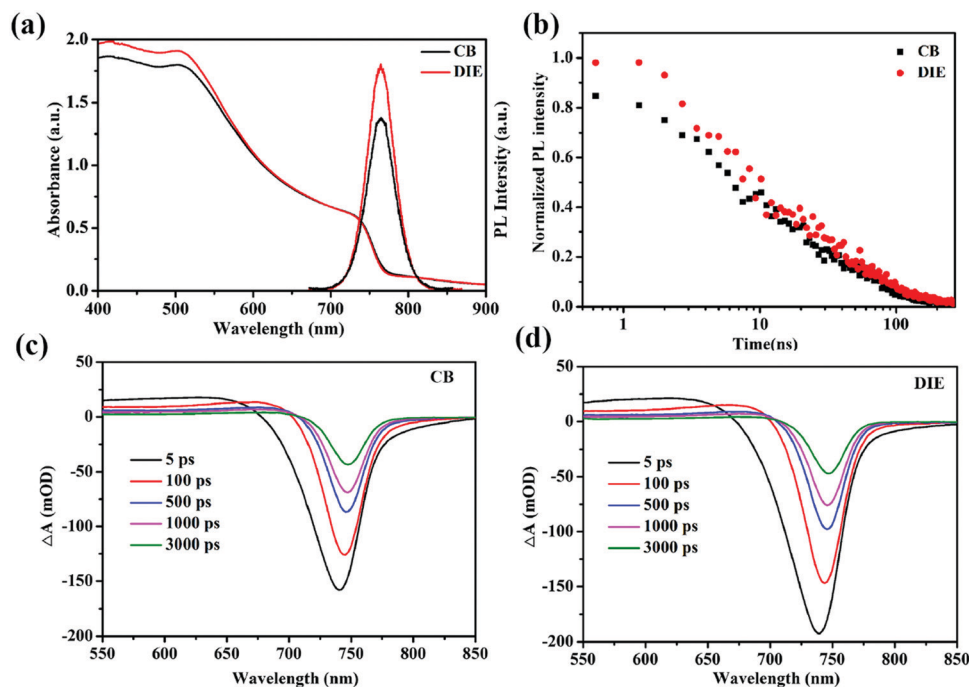 (a)
CB
DIE
Absorbance (a.u.)
2.0
1.5
1.0
0.5
0.0
400 500 600 700 800 900
Wavelength (nm)
PL Intensity (a.u.)
(b)
CB
DIE
Normalized PL intensity
1.0
0.8
0.6
0.4
0.2
0.0
1 10 100
Time(ns)
(c)
CB
△A (mOD)
50
0
-50
-100
-150
-200
5 ps
100 ps
500 ps
1000 ps
3000 ps
550 600 650 700 750 800 850
Wavelength (nm)
(d)
DIE
△A (mOD)
50
0
-50
-100
-150
-200
5 ps
100 ps
500 ps
1000 ps
3000 ps
550 600 650 700 750 800 850
Wavelength (nm)